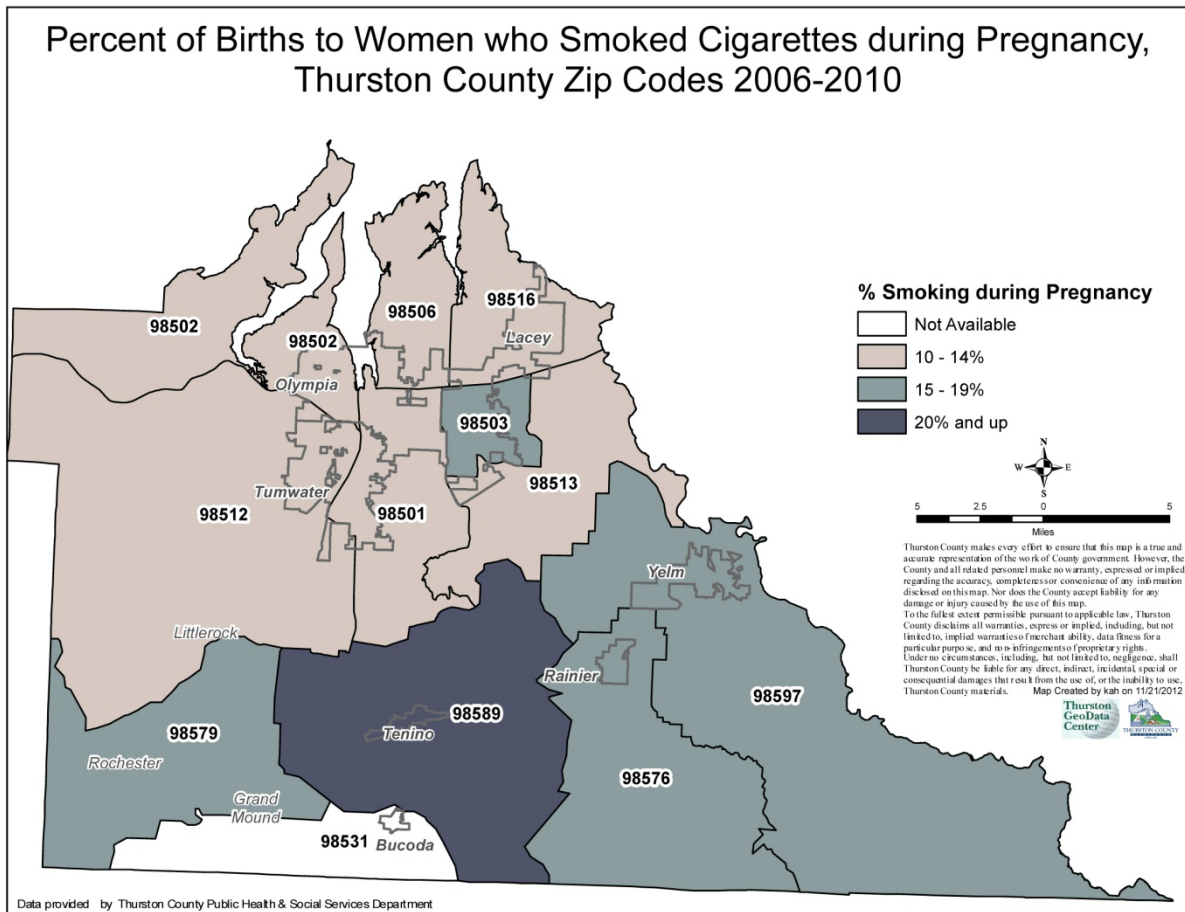 Percent of Births to Women who Smoked Cigarettes during Pregnancy,
Thurston County Zip Codes 2006-2010
98502
98502
98506
98516
Lacey
Olympia
98503
98513
Tumwater
98512
98501
Yelm
Littlerock
Rainier
98597
98579
98589
Tenino
Rochester
98576
Grand
Mound
98531
Bucoda
% Smoking during Pregnancy
Not Available
10 - 14%
15 - 19%
20% and up
N
W
E
S
5 2.5 0 5
Miles
Thurston County makes every effort to ensure that this map is a true and
accurate representation of the work of County government. However, the
County and all related personnel make no warranty, expressed or implied
regarding the accuracy, completeness or convenience of any information
disclosed on this map. Nor does the County accept liability for any
damage or injury caused by the use of this map.
To the fullest extent permissible pursuant to applicable law, Thurston
County disclaims all warranties, express or implied, including, but not
limited to, implied warranties of merchant ability, data fitness for a
particular purpose, and non-infringements of proprietary rights.
Under no circumstances, including, but not limited to, negligence, shall
Thurston County be liable for any direct, indirect, incidental, special or
consequential damages that result from the use of, or the inability to use,
Thurston County materials. Map Created by kah on 11/21/2012
Thurston
GeoData
Center
THURSTON COUNTY
Data provided by Thurston County Public Health & Social Services Department